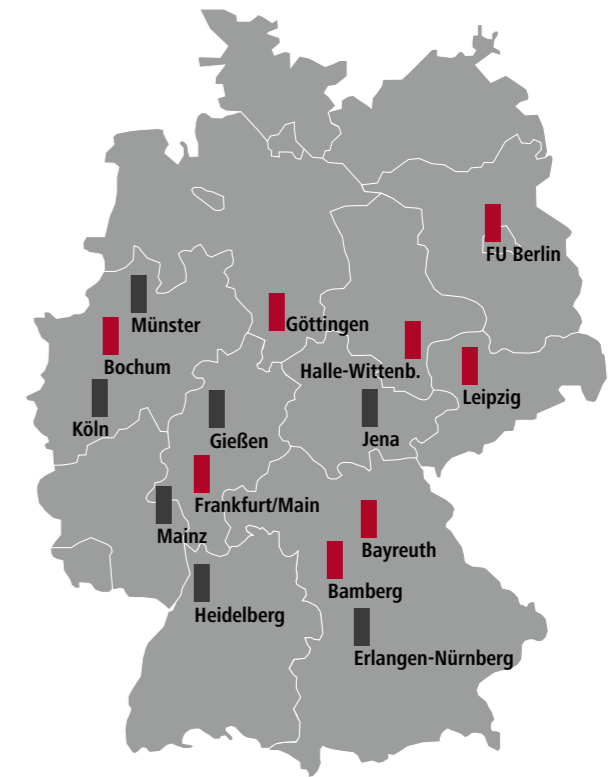 FU Berlin
Münster
Göttingen
Bochum
Halle-Wittenb.
Leipzig
Köln
Gießen
Jena
Frankfurt/Main
Mainz
Bayreuth
Bamberg
Heidelberg
Erlangen-Nürnberg